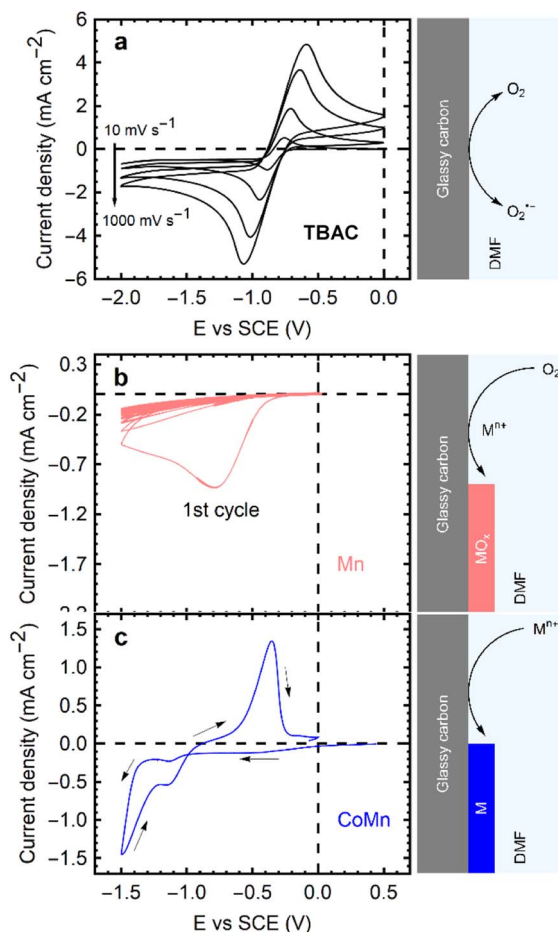 a
6
4
2
0
−2
−4
−6
Current density (mA cm−2)
10 mV s−1
1000 mV s−1
TBAC
−2.0 −1.5 −1.0 −0.5 0.0
E vs SCE (V)
Glassy carbon
O2
O2•−
DMF
b
0.3
−0.2
−0.7
−1.2
−1.7
Current density (mA cm−2)
1st cycle
Mn
Glassy carbon
O2
Mn+
MOx
DMF
c
1.5
1.0
0.5
0.0
−0.5
−1.0
−1.5
Current density (mA cm−2)
CoMn
−1.5 −1.0 −0.5 0.0
E vs SCE (V)
Glassy carbon
Mn+
M
DMF